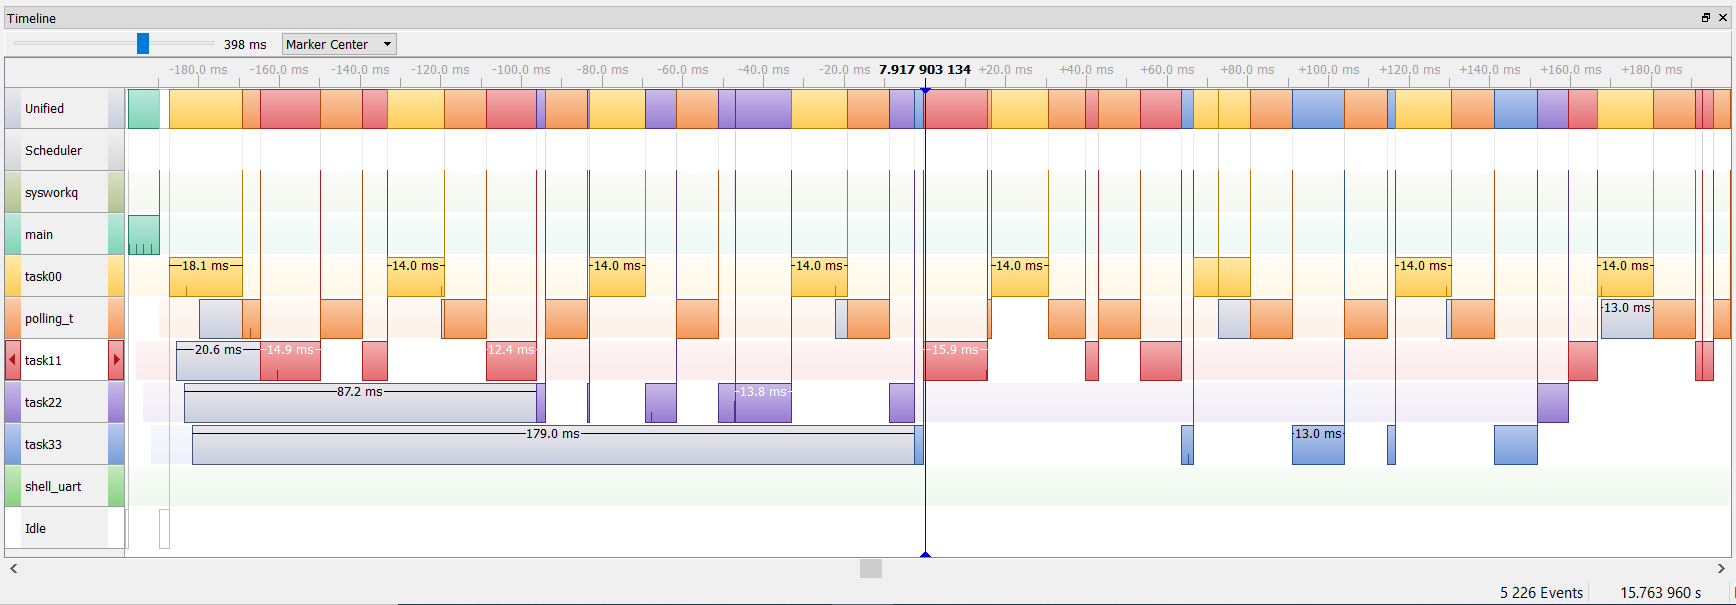 Timeline
398 ms Marker Center
-180.0 ms -160.0 ms -140.0 ms -120.0 ms -100.0 ms -80.0 ms -60.0 ms -40.0 ms -20.0 ms 7.917 903 134 +20.0 ms +40.0 ms +60.0 ms +80.0 ms +100.0 ms +120.0 ms +140.0 ms +160.0 ms +180.0 ms
Unified
Scheduler
sysworkq
main
task00 18.1 ms 14.0 ms 14.0 ms 14.0 ms 14.0 ms 14.0 ms 14.0 ms
polling_t 13.0 ms
task11 20.6 ms 14.9 ms 12.4 ms 15.9 ms
task22 87.2 ms 13.8 ms
task33 179.0 ms 13.0 ms
shell_uart
Idle
5 226 Events 15.763 960 s